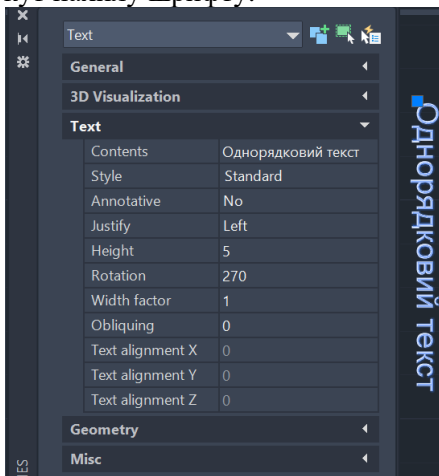 Text
General
3D Visualization
Text
Contents Однорядковий текст
Style Standard
Annotative No
Justify Left
Height 5
Rotation 270
Width factor 1
Obliquing 0
Text alignment X 0
Text alignment Y 0
Text alignment Z 0
Geometry
Misc
ES
Однорядковий текст